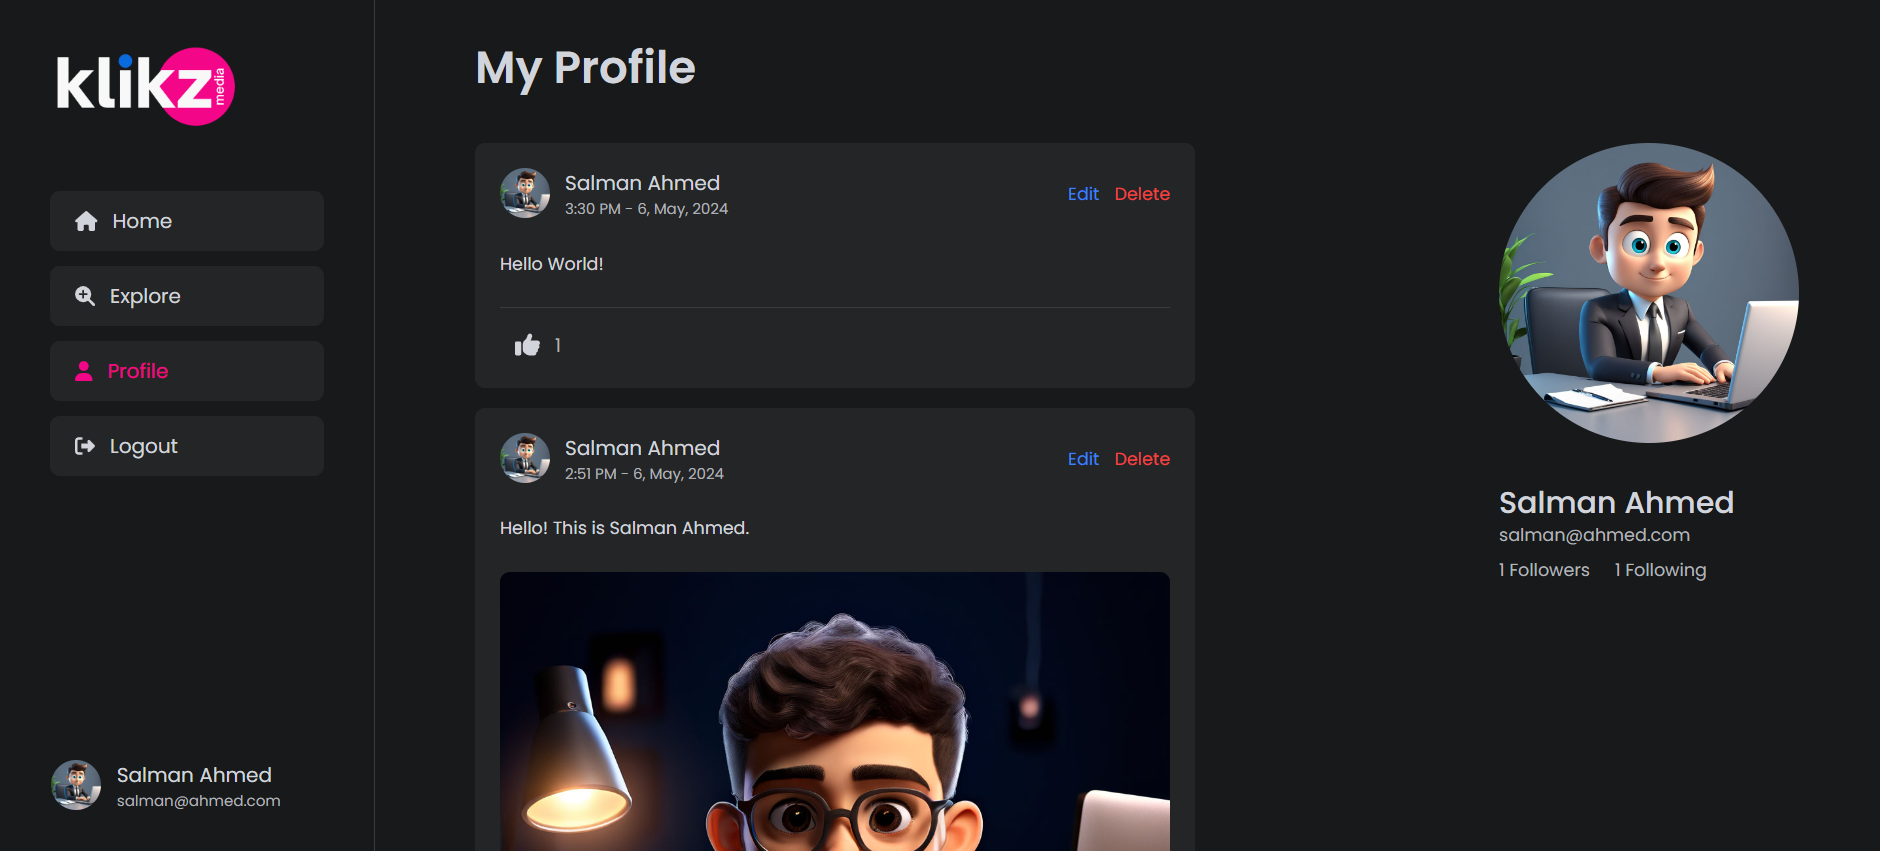 klikz media
Home
Explore
Profile
Logout
Salman Ahmed
salman@ahmed.com
My Profile
Salman Ahmed
3:30 PM - 6, May, 2024
Edit Delete
Hello World!
1
Salman Ahmed
2:51 PM - 6, May, 2024
Edit Delete
Hello! This is Salman Ahmed.
Salman Ahmed
salman@ahmed.com
1 Followers 1 Following